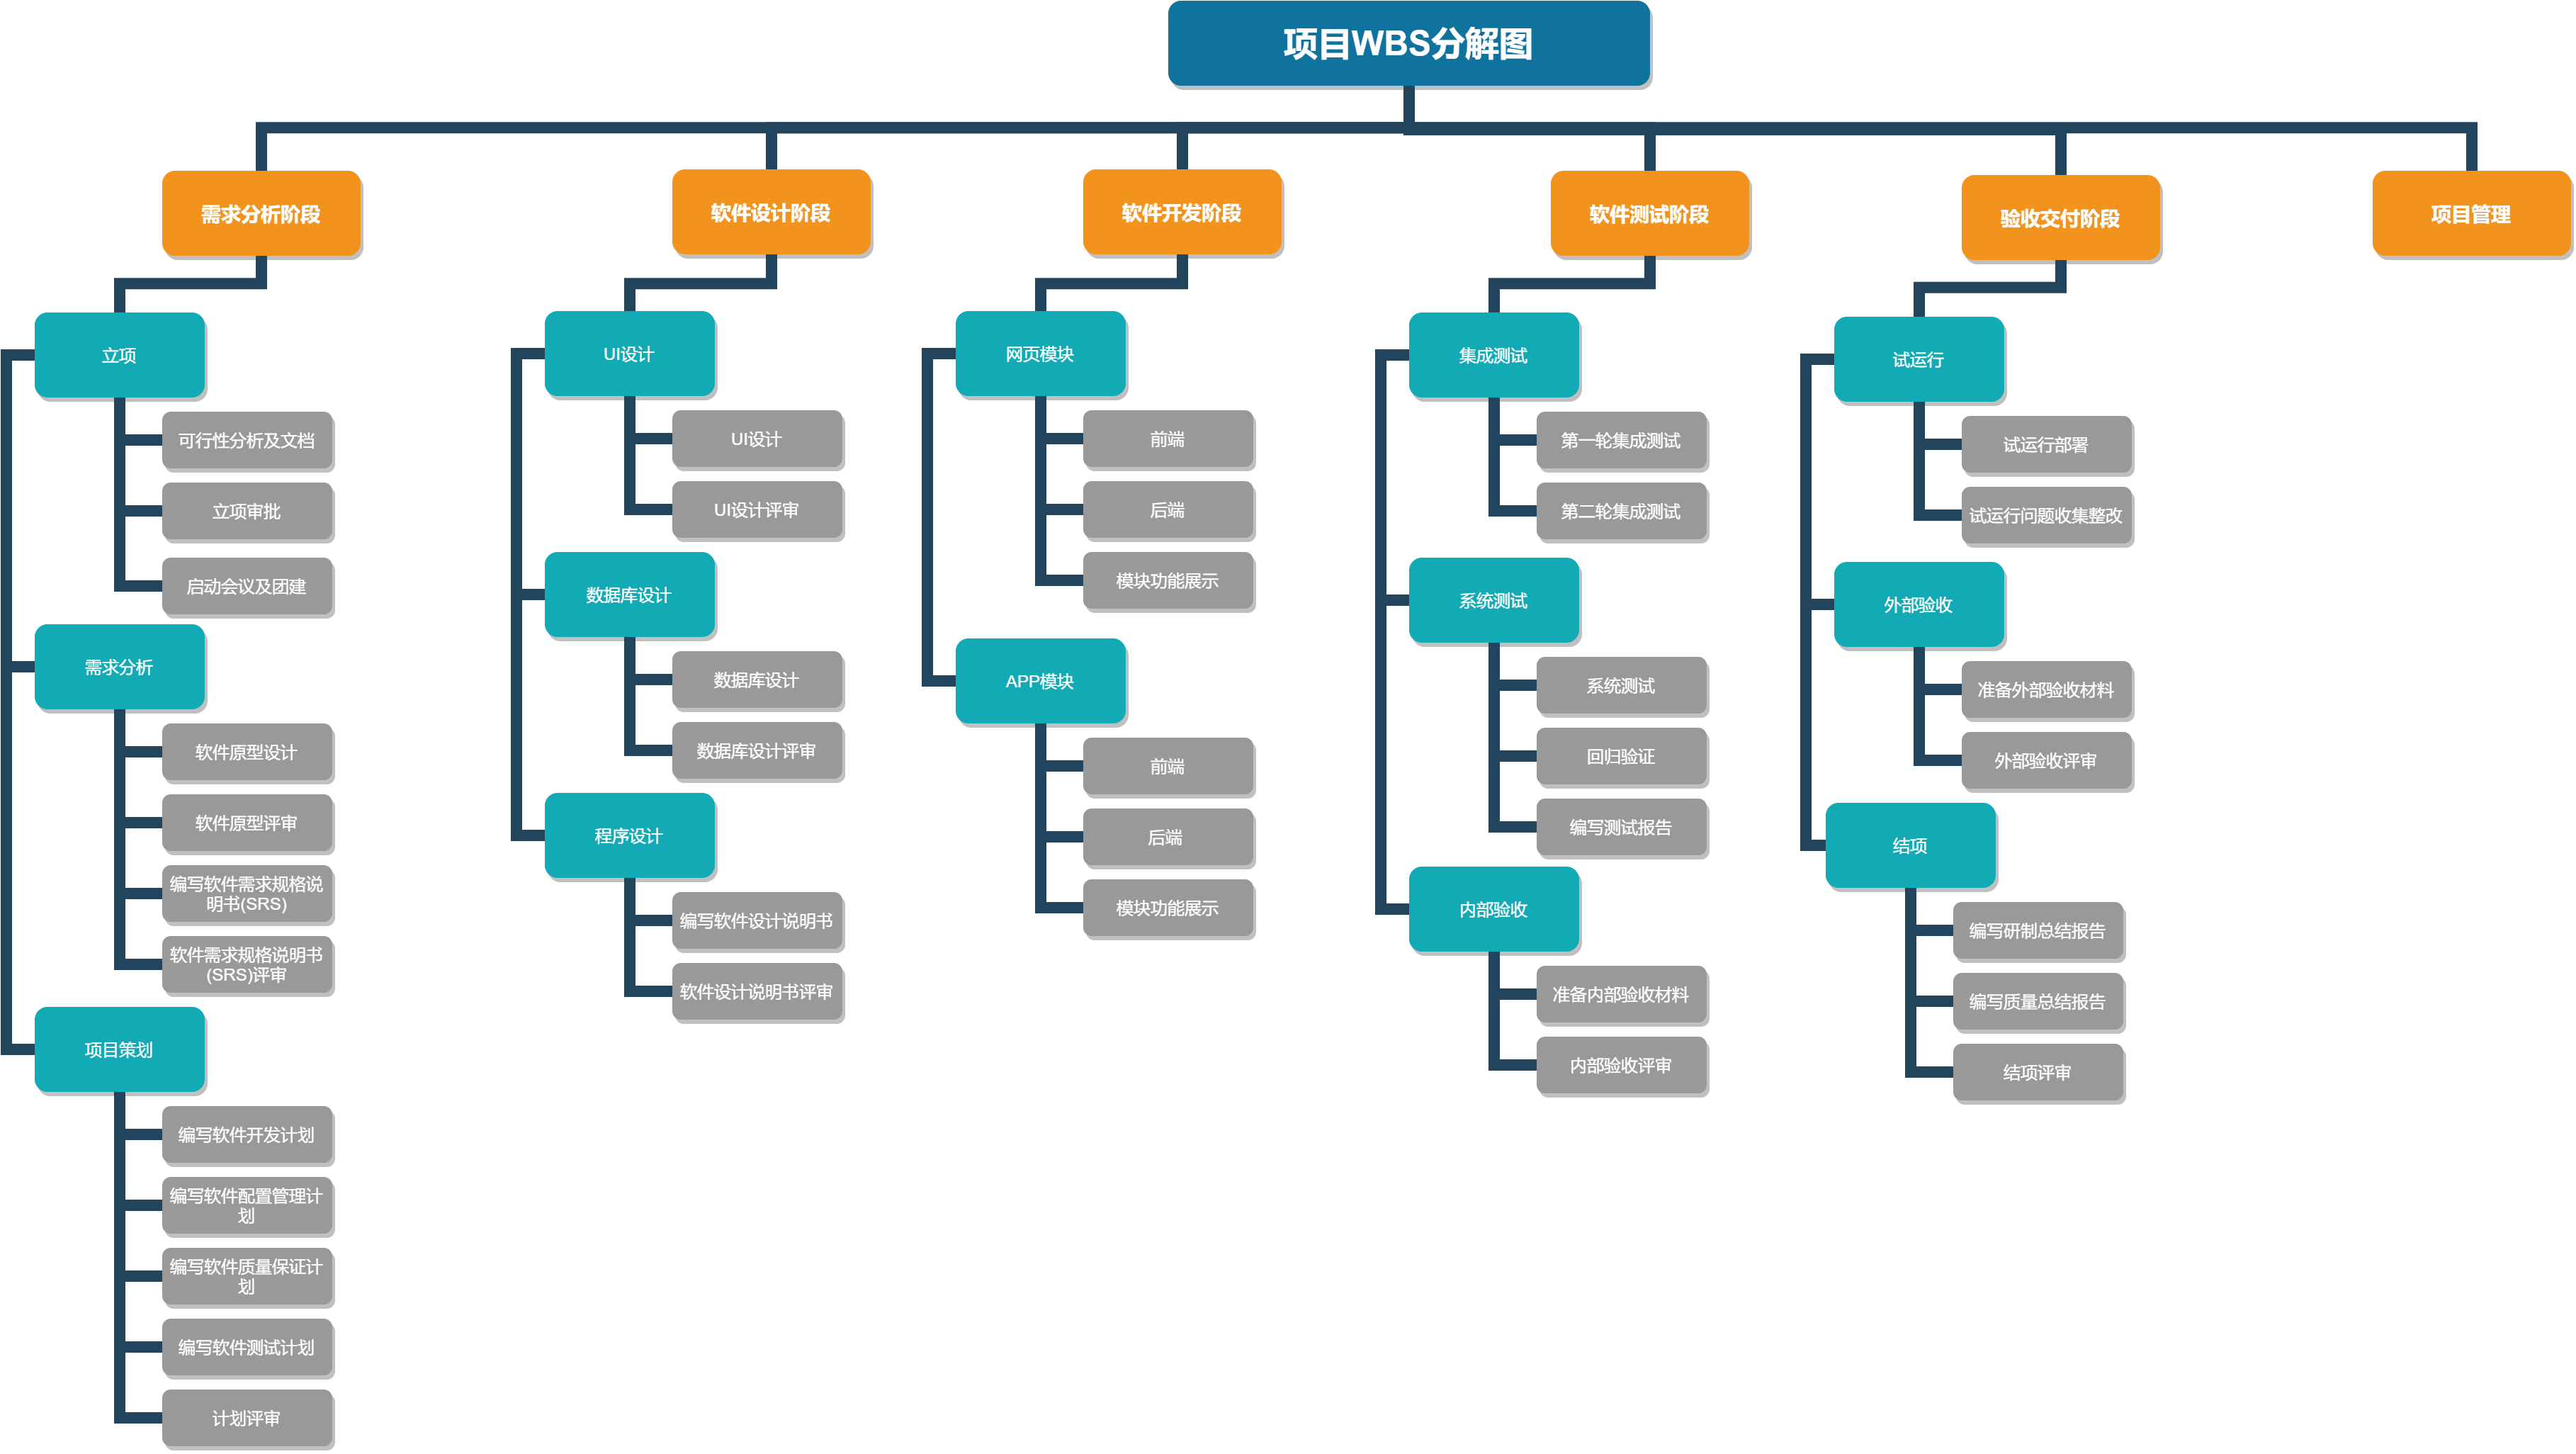 项目WBS分解图
需求分析阶段
软件设计阶段
软件开发阶段
软件测试阶段
验收交付阶段
项目管理
立项
可行性分析及文档
立项审批
启动会议及团建
需求分析
软件原型设计
软件原型评审
编写软件需求规格说
明书(SRS)
软件需求规格说明书
(SRS)评审
项目策划
编写软件开发计划
编写软件配置管理计
划
编写软件质量保证计
划
编写软件测试计划
计划评审
UI设计
UI设计
UI设计评审
数据库设计
数据库设计
数据库设计评审
程序设计
编写软件设计说明书
软件设计说明书评审
网页模块
前端
后端
模块功能展示
APP模块
前端
后端
模块功能展示
集成测试
第一轮集成测试
第二轮集成测试
系统测试
系统测试
回归验证
编写测试报告
内部验收
准备内部验收材料
内部验收评审
试运行
试运行部署
试运行问题收集整改
外部验收
准备外部验收材料
外部验收评审
结项
编写研制总结报告
编写质量总结报告
结项评审